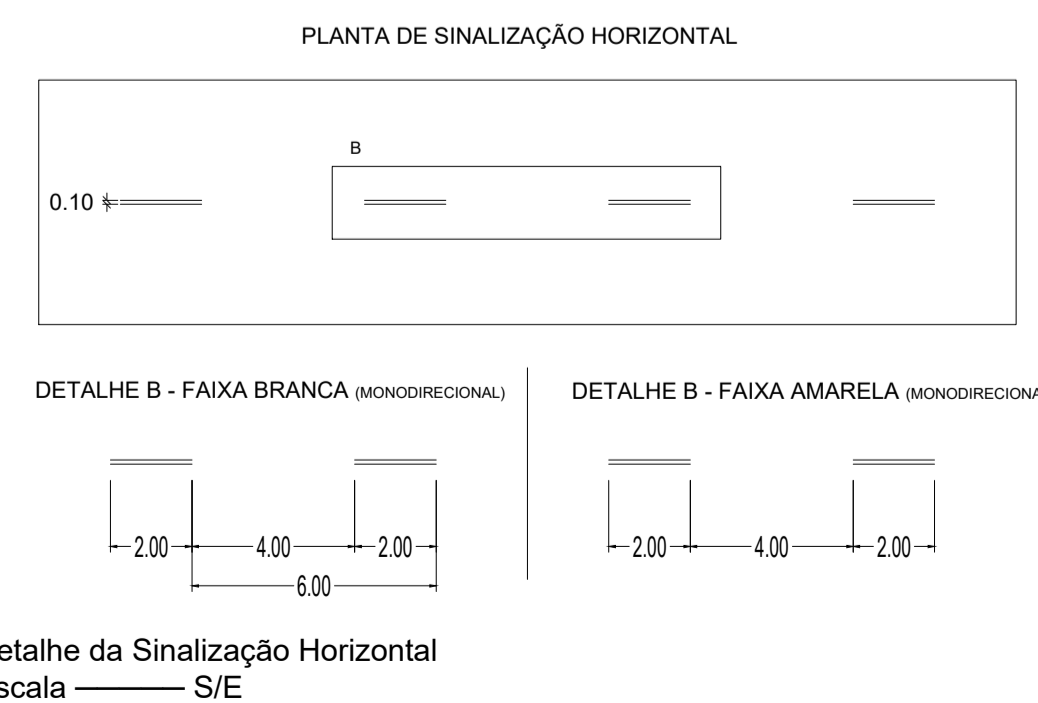 PLANTA DE SINALIZAÇÃO HORIZONTAL
B
0.10
DETALHE B - FAIXA BRANCA (MONODIRECIONAL)
DETALHE B - FAIXA AMARELA (MONODIRECIONA
2.00 4.00 2.00
6.00
2.00 4.00 2.00
etalhe da Sinalização Horizontal
scala ——— S/E